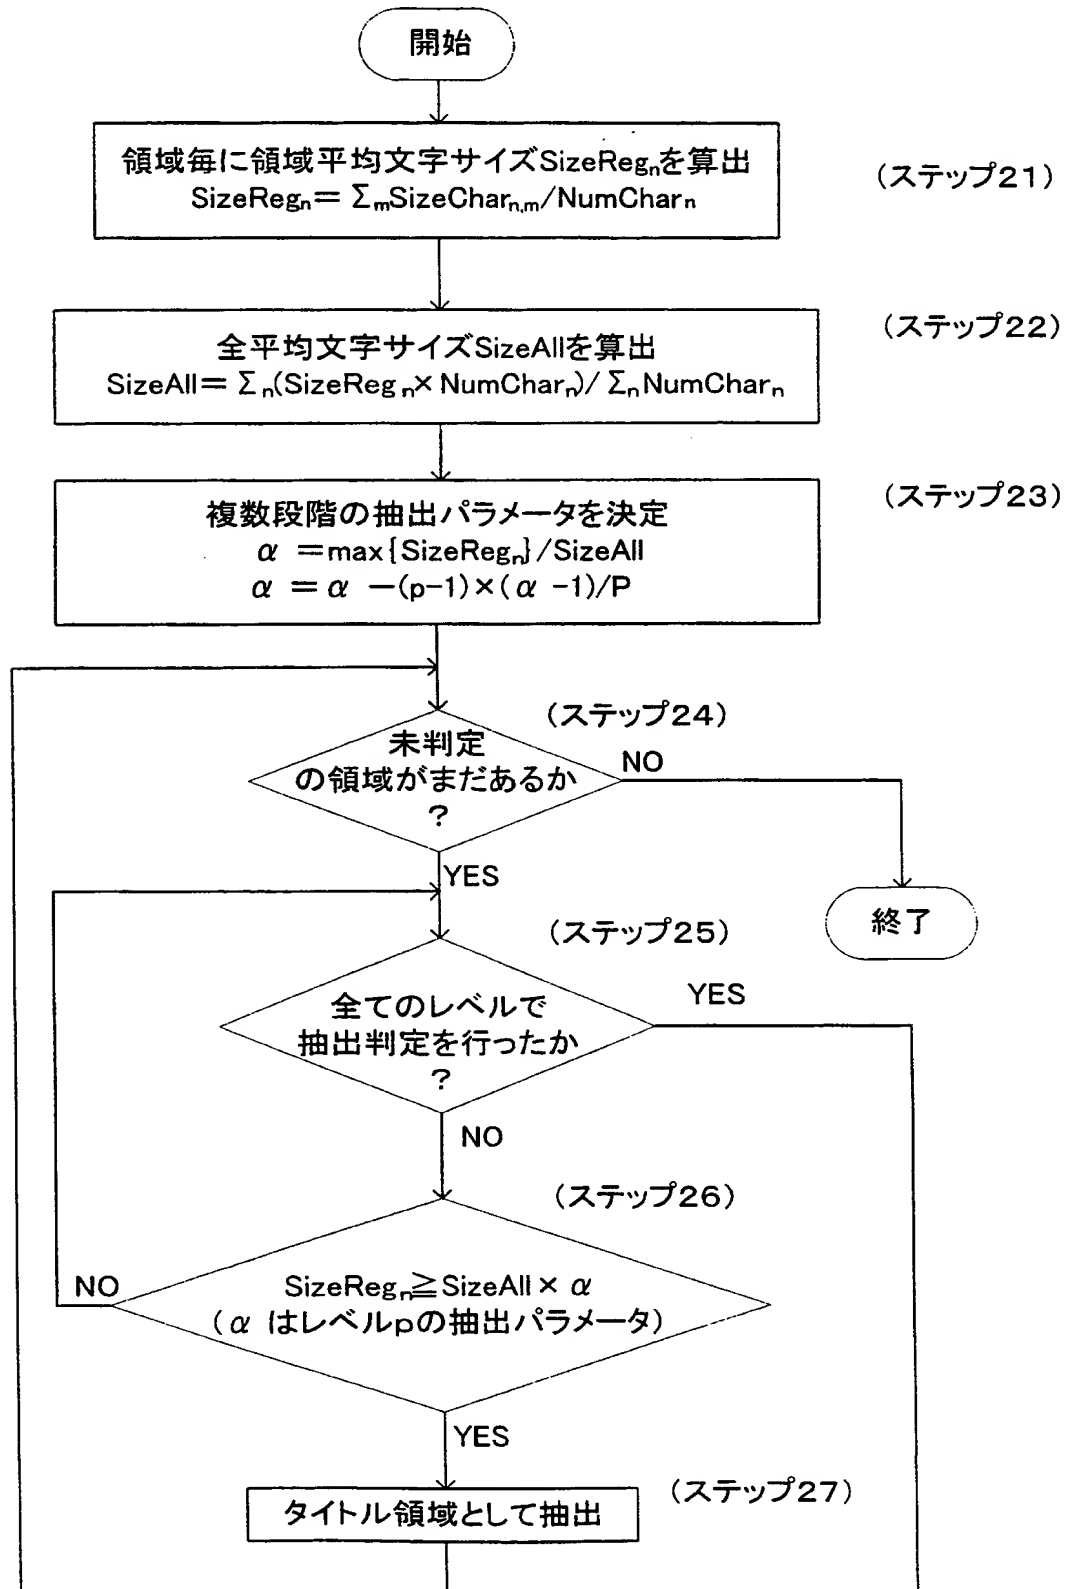 開始
領域毎に領域平均文字サイズSizeRegnを算出
SizeRegn＝ΣmSizeCharn,m/NumCharn
（ステップ21）
（ステップ22）
全平均文字サイズSizeAllを算出
SizeAll＝Σn(SizeRegn×NumCharn)/ΣnNumCharn
（ステップ23）
複数段階の抽出パラメータを決定
α ＝max{SizeRegn}/SizeAll
α ＝α －(p-1)×(α -1)/P
（ステップ24）
未判定
の領域がまだあるか
？
NO
YES
終了
（ステップ25）
全てのレベルで
抽出判定を行ったか
？
YES
NO
（ステップ26）
SizeRegn≧SizeAll×α
（α はレベルpの抽出パラメータ）
NO
YES
（ステップ27）
タイトル領域として抽出